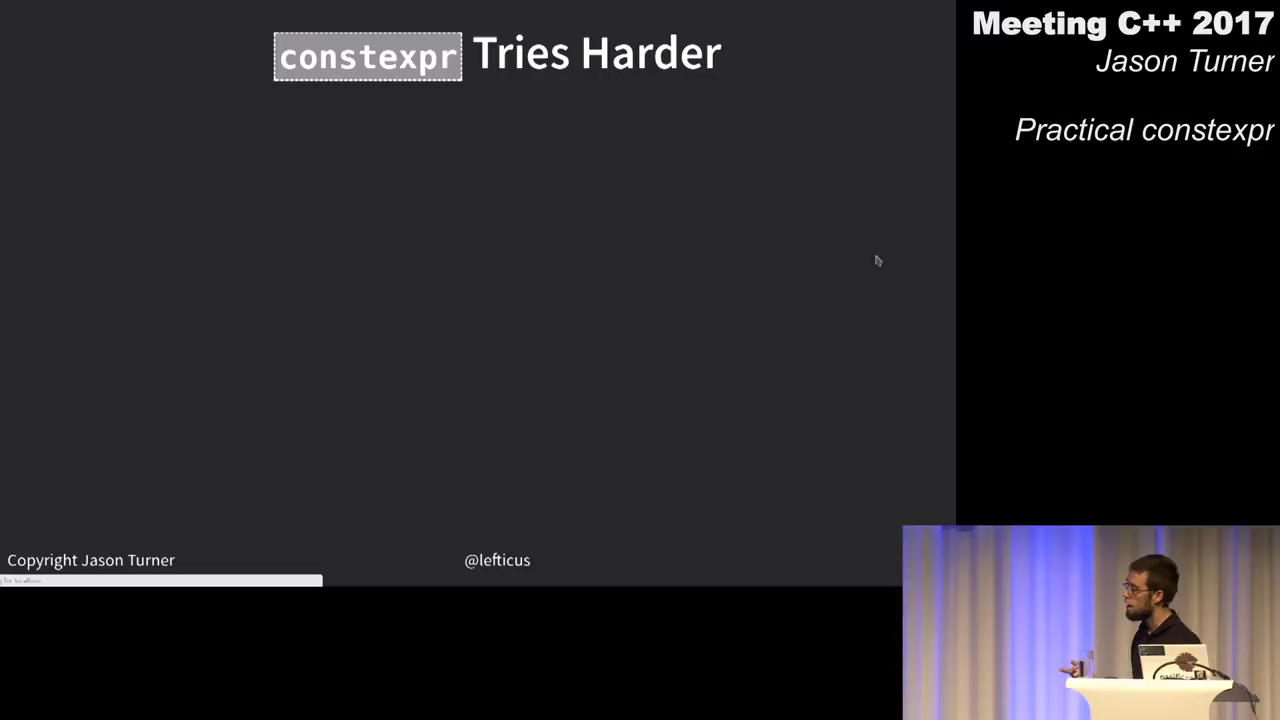 constexpr Tries Harder
Meeting C++ 2017
Jason Turner
Practical constexpr
Copyright Jason Turner
@lefticus